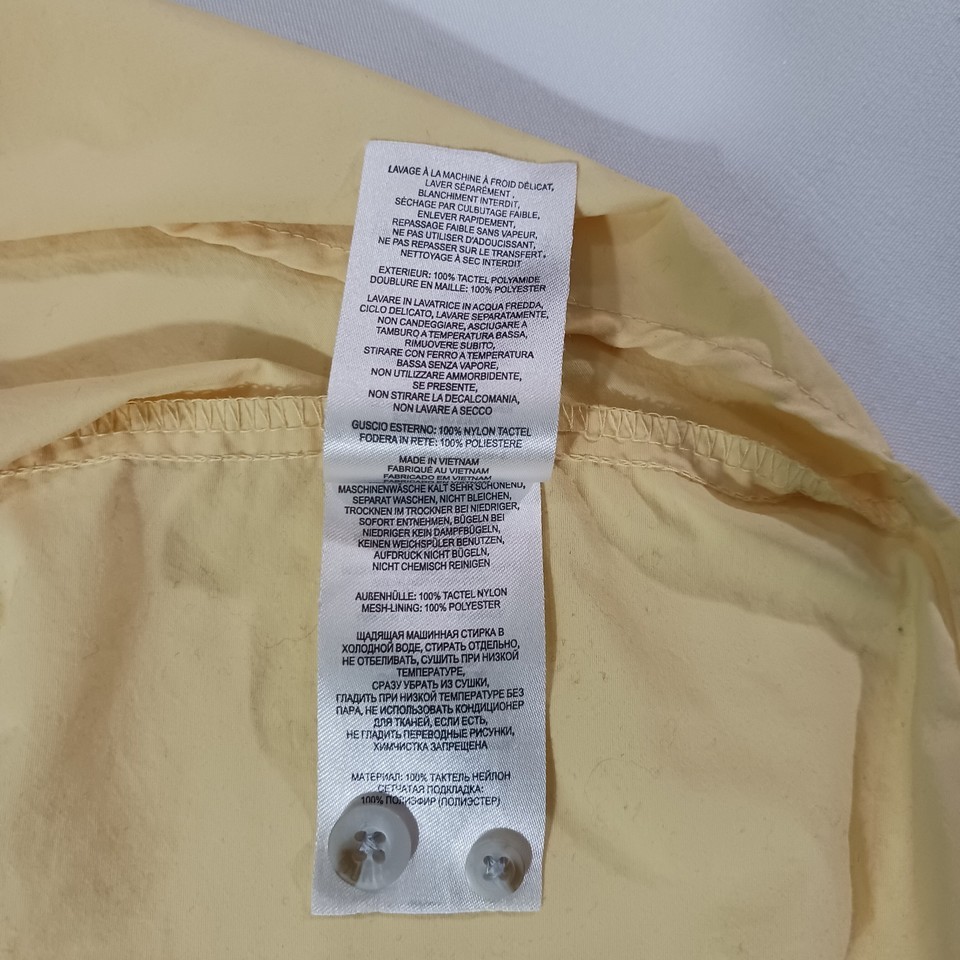 LAVAGE À LA MACHINE À FROID DÉLICAT,
LAVER SÉPARÉMENT,
BLANCHIMENT INTERDIT,
SÉCHAGE PAR CULBUTAGE FAIBLE,
ENLEVER RAPIDEMENT,
REPASSAGE FAIBLE SANS VAPEUR,
NE PAS UTILISER D'ADOUCISSANT,
NE PAS REPASSER SUR LE TRANSFERT.
NETTOYAGE À SEC INTERDIT
EXTERIEUR: 100% TACTEL POLYAMIDE
DOUBLURE EN MAILLE: 100% POLYESTER
LAVARE IN LAVATRICE IN ACQUA FREDDA,
CICLO DELICATO, LAVARE SEPARATAMENTE,
NON CANDEGGIARE, ASCIUGARE A
TAMBURO A TEMPERATURA BASSA,
RIMUOVERE SUBITO,
STIRARE CON FERRO A TEMPERATURA
BASSA SENZA VAPORE,
NON UTILIZZARE AMMORBIDENTE,
SE PRESENTE,
NON STIRARE LA DECALCOMANIA,
NON LAVARE A SECCO
GUSCIO ESTERNO: 100% NYLON TACTEL
FODERA IN RETE: 100% POLIESTERE
MADE IN VIETNAM
FABRIQUÉ AU VIETNAM
FABRICADO EM VIETNAM
MASCHINENWÄSCHE KALT SEHR SCHONEND,
SEPARAT WASCHEN, NICHT BLEICHEN,
TROCKNEN IM TROCKNER BEI NIEDRIGER,
SOFORT ENTNEHMEN, BÜGELN BEI
NIEDRIGER KEIN DAMPFBÜGELN,
KEINEN WEICHSPÜLER BENUTZEN,
AUFDRUCK NICHT BÜGELN,
NICHT CHEMISCH REINIGEN
AUßENHÜLLE: 100% TACTEL NYLON
MESH-LINING: 100% POLYESTER
ЩАДЯЩАЯ МАШИННАЯ СТИРКА В
ХОЛОДНОЙ ВОДЕ, СТИРАТЬ ОТДЕЛЬНО,
НЕ ОТБЕЛИВАТЬ, СУШИТЬ ПРИ НИЗКОЙ
ТЕМПЕРАТУРЕ,
СРАЗУ УБРАТЬ ИЗ СУШКИ,
ГЛАДИТЬ ПРИ НИЗКОЙ ТЕМПЕРАТУРЕ БЕЗ
ПАРА, НЕ ИСПОЛЬЗОВАТЬ КОНДИЦИОНЕР
ДЛЯ ТКАНЕЙ, ЕСЛИ ЕСТЬ,
НЕ ГЛАДИТЬ ПЕРЕВОДНЫЕ РИСУНКИ,
ХИМЧИСТКА ЗАПРЕЩЕНА
МАТЕРИАЛ: 100% ТАКТЕЛЬ НЕЙЛОН
СЕТЧАТАЯ ПОДКЛАДКА:
100% ПОЛИЭФИР (ПОЛИЭСТЕР)